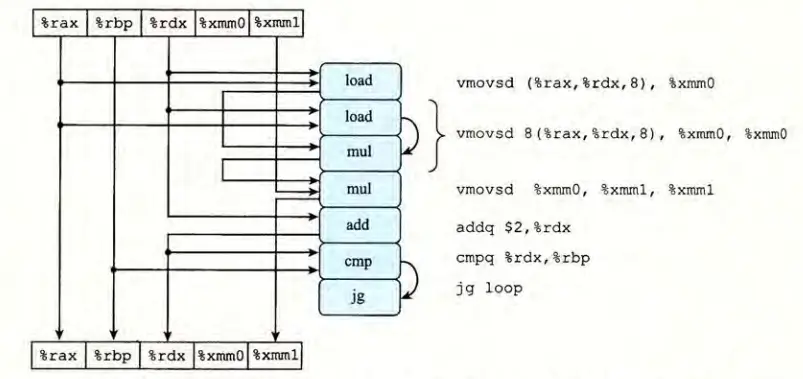 %rax %rbp %rdx %xmm0 %xmm1
load vmovsd (%rax,%rdx,8), %xmm0
load
vmovsd 8(%rax,%rdx,8), %xmm0, %xmm0
mul
mul vmovsd %xmm0, %xmm1, %xmm1
add addq $2,%rdx
cmp cmpq %rdx,%rbp
jg jg loop
%rax %rbp %rdx %xmm0 %xmm1